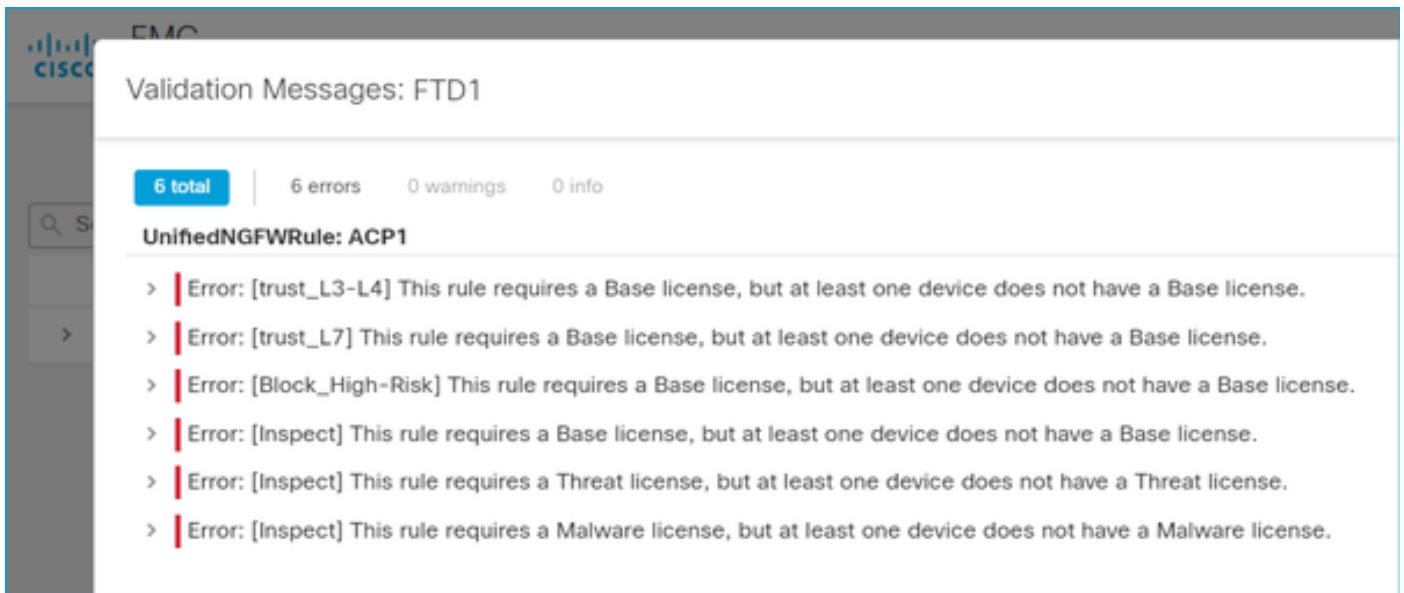 CISCO
FMC
Validation Messages: FTD1
6 total
6 errors
0 warnings
0 info
UnifiedNGFWRule: ACP1
Error: [trust_L3-L4] This rule requires a Base license, but at least one device does not have a Base license.
Error: [trust_L7] This rule requires a Base license, but at least one device does not have a Base license.
Error: [Block_High-Risk] This rule requires a Base license, but at least one device does not have a Base license.
Error: [Inspect] This rule requires a Base license, but at least one device does not have a Base license.
Error: [Inspect] This rule requires a Threat license, but at least one device does not have a Threat license.
Error: [Inspect] This rule requires a Malware license, but at least one device does not have a Malware license.